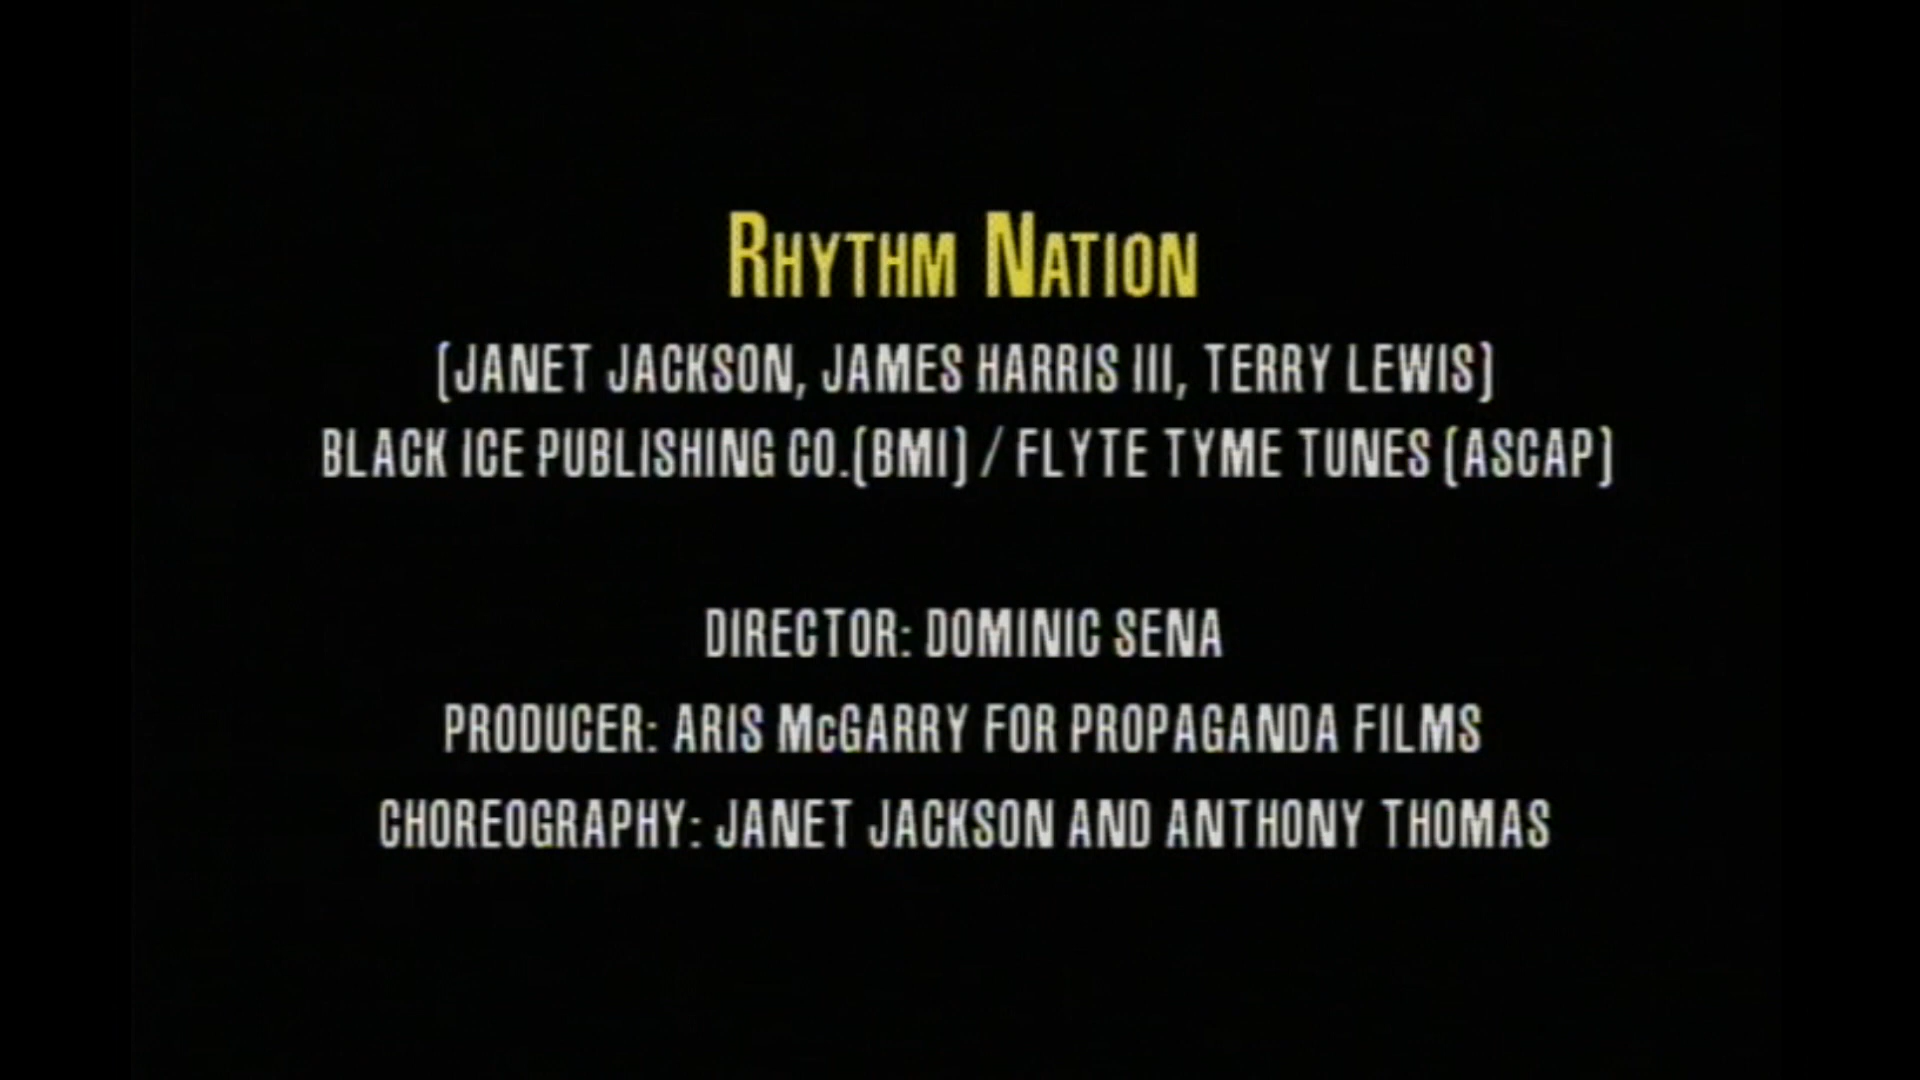 RHYTHM NATION
(JANET JACKSON, JAMES HARRIS III, TERRY LEWIS)
BLACK ICE PUBLISHING CO.(BMI) / FLYTE TYME TUNES (ASCAP)
DIRECTOR: DOMINIC SENA
PRODUCER: ARIS McGARRY FOR PROPAGANDA FILMS
CHOREOGRAPHY: JANET JACKSON AND ANTHONY THOMAS